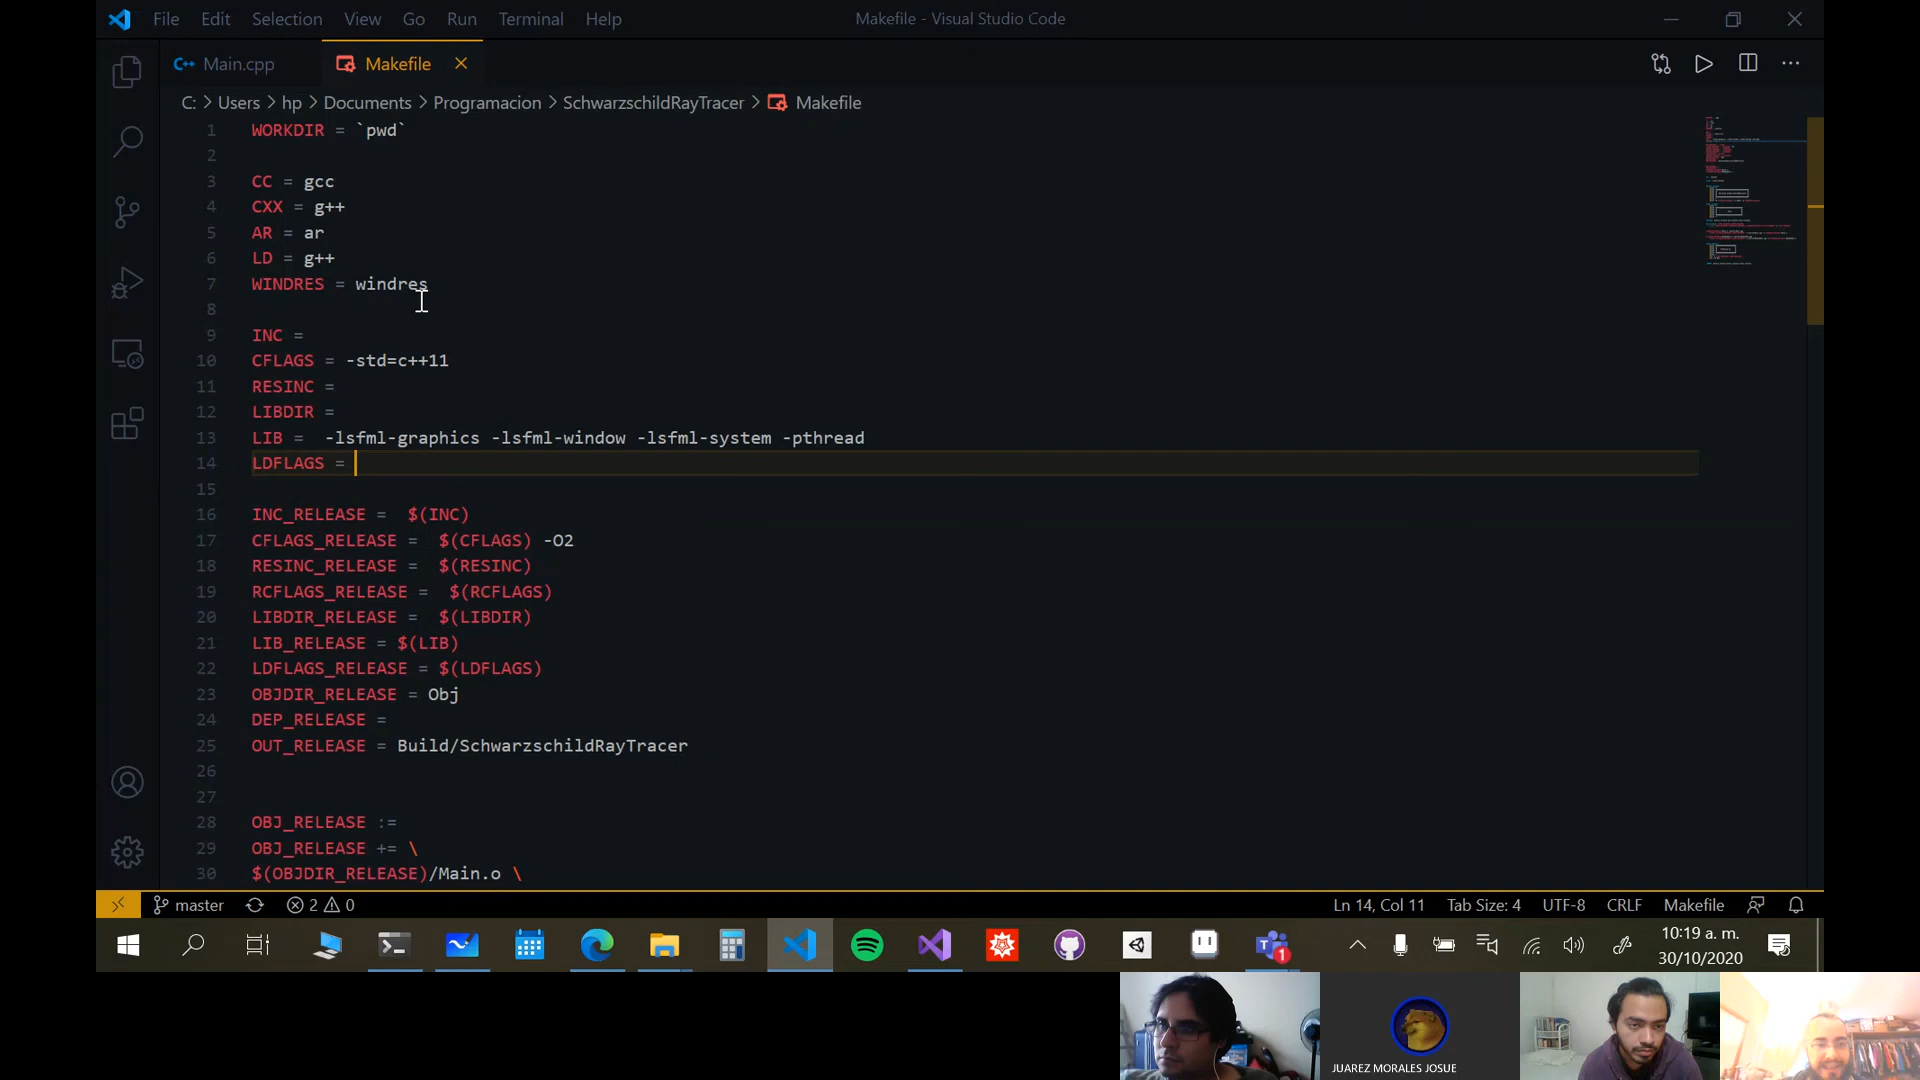 File Edit Selection View Go Run Terminal Help
Makefile - Visual Studio Code
Main.cpp
Makefile
C: > Users > hp > Documents > Programacion > SchwarzschildRayTracer > Makefile
1 WORKDIR = `pwd`
2
3 CC = gcc
4 CXX = g++
5 AR = ar
6 LD = g++
7 WINDRES = windres
8
9 INC =
10 CFLAGS = -std=c++11
11 RESINC =
12 LIBDIR =
13 LIB = -lsfml-graphics -lsfml-window -lsfml-system -pthread
14 LDFLAGS =
15
16 INC_RELEASE = $(INC)
17 CFLAGS_RELEASE = $(CFLAGS) -O2
18 RESINC_RELEASE = $(RESINC)
19 RCFLAGS_RELEASE = $(RCFLAGS)
20 LIBDIR_RELEASE = $(LIBDIR)
21 LIB_RELEASE = $(LIB)
22 LDFLAGS_RELEASE = $(LDFLAGS)
23 OBJDIR_RELEASE = Obj
24 DEP_RELEASE =
25 OUT_RELEASE = Build/SchwarzschildRayTracer
26
27
28 OBJ_RELEASE :=
29 OBJ_RELEASE += \
30 $(OBJDIR_RELEASE)/Main.o \
master 2 0
Ln 14, Col 11 Tab Size: 4 UTF-8 CRLF Makefile
10:19 a. m.
30/10/2020
1
JUAREZ MORALES JOSUE